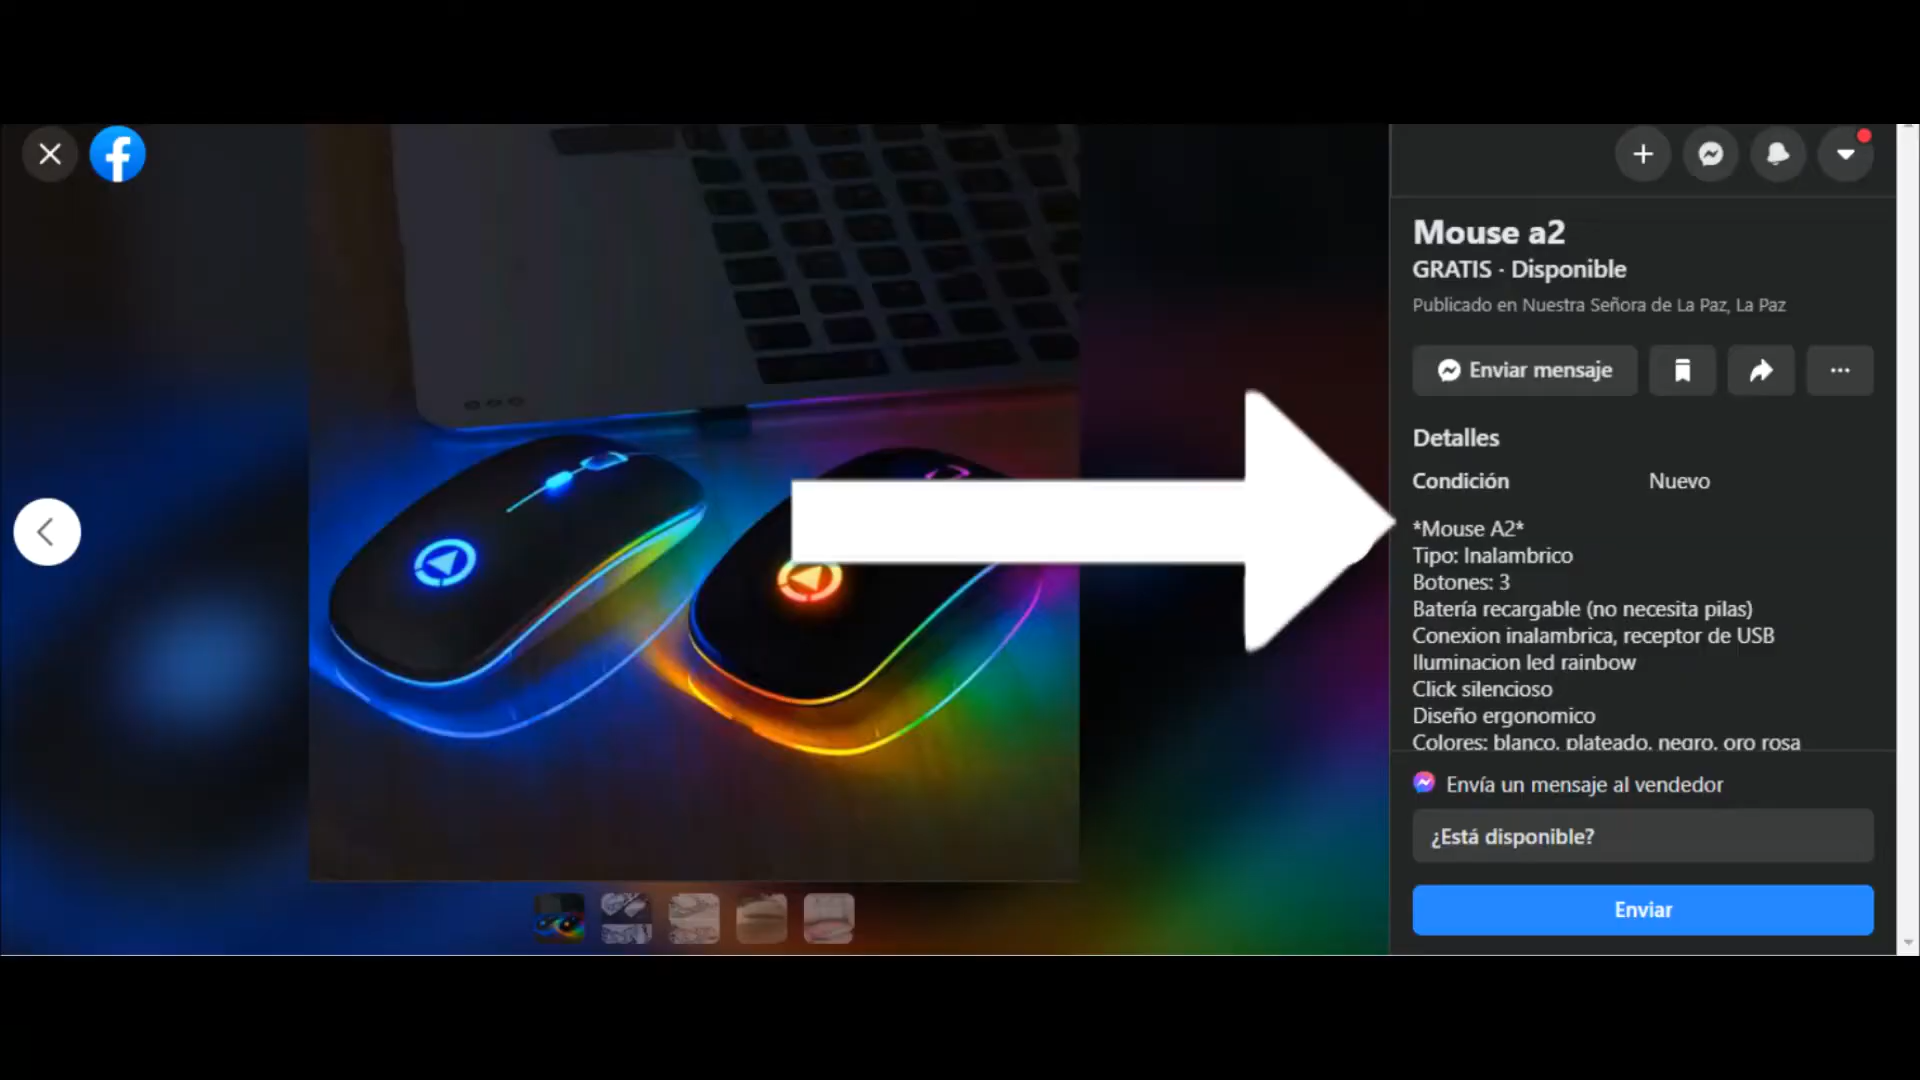 Mouse a2
GRATIS · Disponible
Publicado en Nuestra Señora de La Paz, La Paz
Enviar mensaje
Detalles
Condición Nuevo
*Mouse A2*
Tipo: Inalambrico
Botones: 3
Batería recargable (no necesita pilas)
Conexion inalambrica, receptor de USB
Iluminacion led rainbow
Click silencioso
Diseño ergonomico
Colores: blanco, plateado, negro, oro rosa
Envía un mensaje al vendedor
¿Está disponible?
Enviar